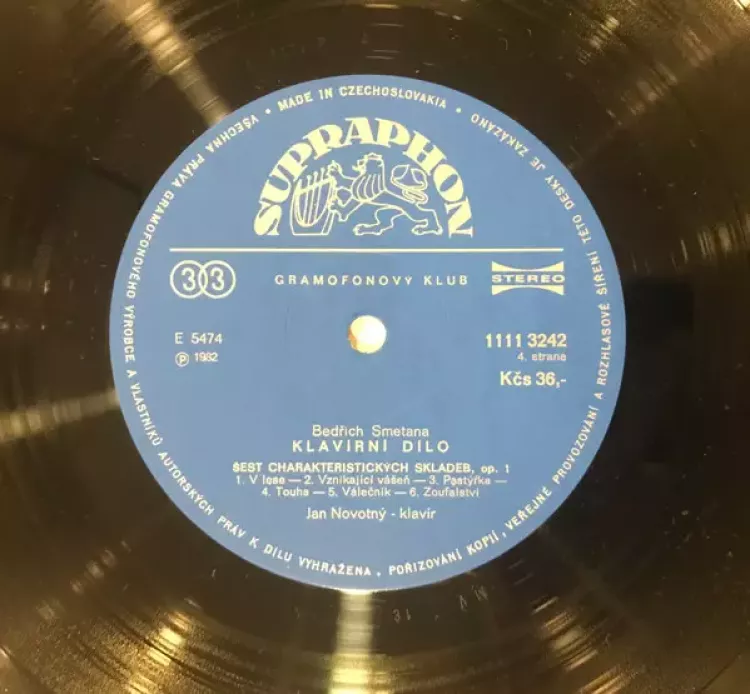 VŠECHNA PRÁVA GRAMOFONOVÉHO VÝROBCE A VLASTNÍKŮ AUTORSKÝCH PRÁV K DÍLU VYHRAŽENA. POŘIZOVÁNÍ KOPIÍ, VEŘEJNÉ PROVOZOVÁNÍ A ROZHLASOVÉ ŠÍŘENÍ TÉTO DESKY JE ZAKÁZÁNO • MADE IN CZECHOSLOVAKIA •
SUPRAPHON
33 GRAMOFONOVÝ KLUB STEREO
E 5474 1111 3242
Ⓟ 1982 4. strana
Kčs 36,-
Bedřich Smetana
KLAVÍRNÍ DÍLO
ŠEST CHARAKTERISTICKÝCH SKLADEB, op. 1
1. V lese — 2. Vznikající vášeň — 3. Pastýřka —
4. Touha — 5. Válečník — 6. Zoufalství
Jan Novotný - klavír